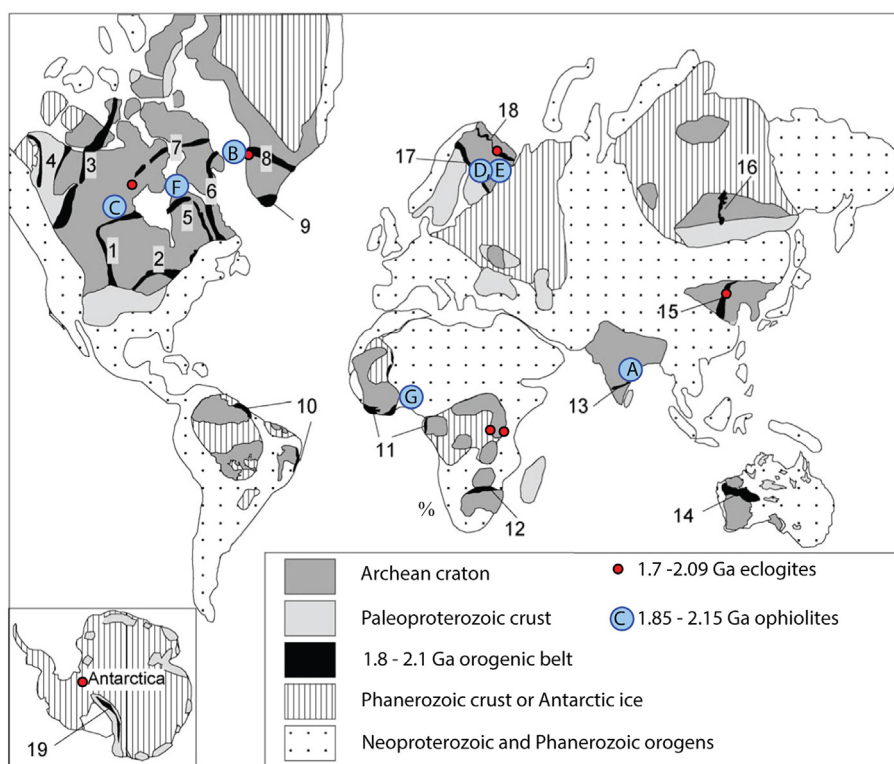 18
7
B
8
4
3
17
D
E
16
F
6
C
9
5
1
2
15
A
13
G
10
11
14
%
12
Archean craton
1.7 -2.09 Ga eclogites
Paleoproterozoic crust
C
1.85 - 2.15 Ga ophiolites
1.8 - 2.1 Ga orogenic belt
Antarctica
Phanerozoic crust or Antarctic ice
19
Neoproterozoic and Phanerozoic orogens